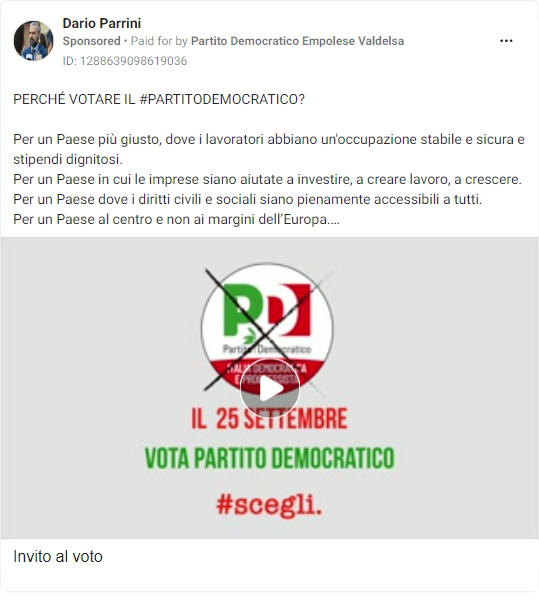 Dario Parrini
Sponsored • Paid for by Partito Democratico Empolese Valdelsa
ID: 1288639098619036
PERCHÉ VOTARE IL #PARTITODEMOCRATICO?
Per un Paese più giusto, dove i lavoratori abbiano un'occupazione stabile e sicura e
stipendi dignitosi.
Per un Paese in cui le imprese siano aiutate a investire, a creare lavoro, a crescere.
Per un Paese dove i diritti civili e sociali siano pienamente accessibili a tutti.
Per un Paese al centro e non ai margini dell’Europa....
PD
Partito Democratico
ITALIA DEMOCRATICA
E PROGRESSISTA
IL 25 SETTEMBRE
VOTA PARTITO DEMOCRATICO
#scegli.
Invito al voto